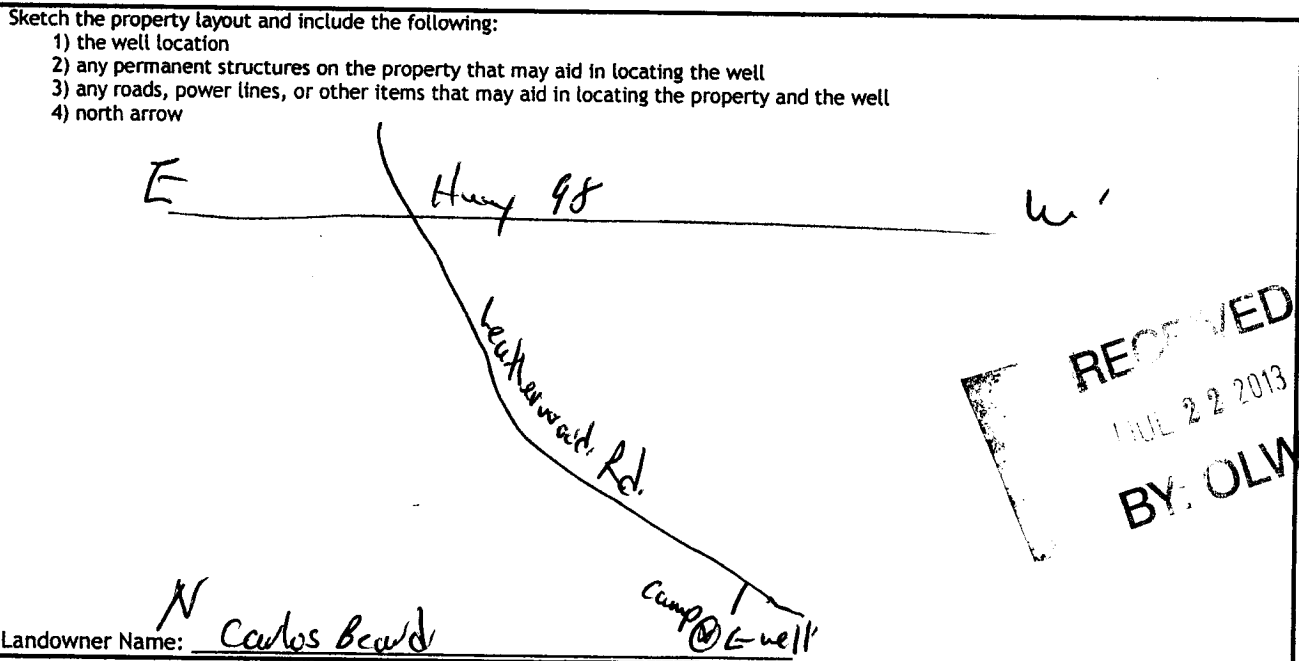 Sketch the property layout and include the following:
1) the well location
2) any permanent structures on the property that may aid in locating the well
3) any roads, power lines, or other items that may aid in locating the property and the well
4) north arrow
E Hwy 98 W
Rd.
RECEIVED
JUL 22 2013
BY: OLW
Camp
well
N
Landowner Name: Carlos Beard